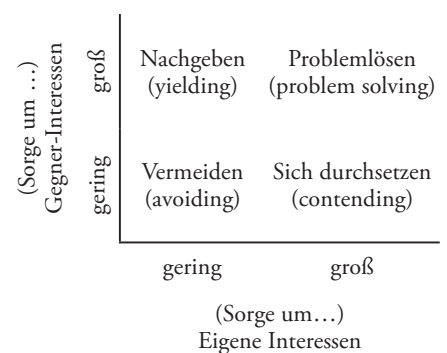 (Sorge um …)
Gegner-Interessen
groß
gering
Nachgeben
(yielding)
Problemlösen
(problem solving)
Vermeiden
(avoiding)
Sich durchsetzen
(contending)
gering
groß
(Sorge um…)
Eigene Interessen